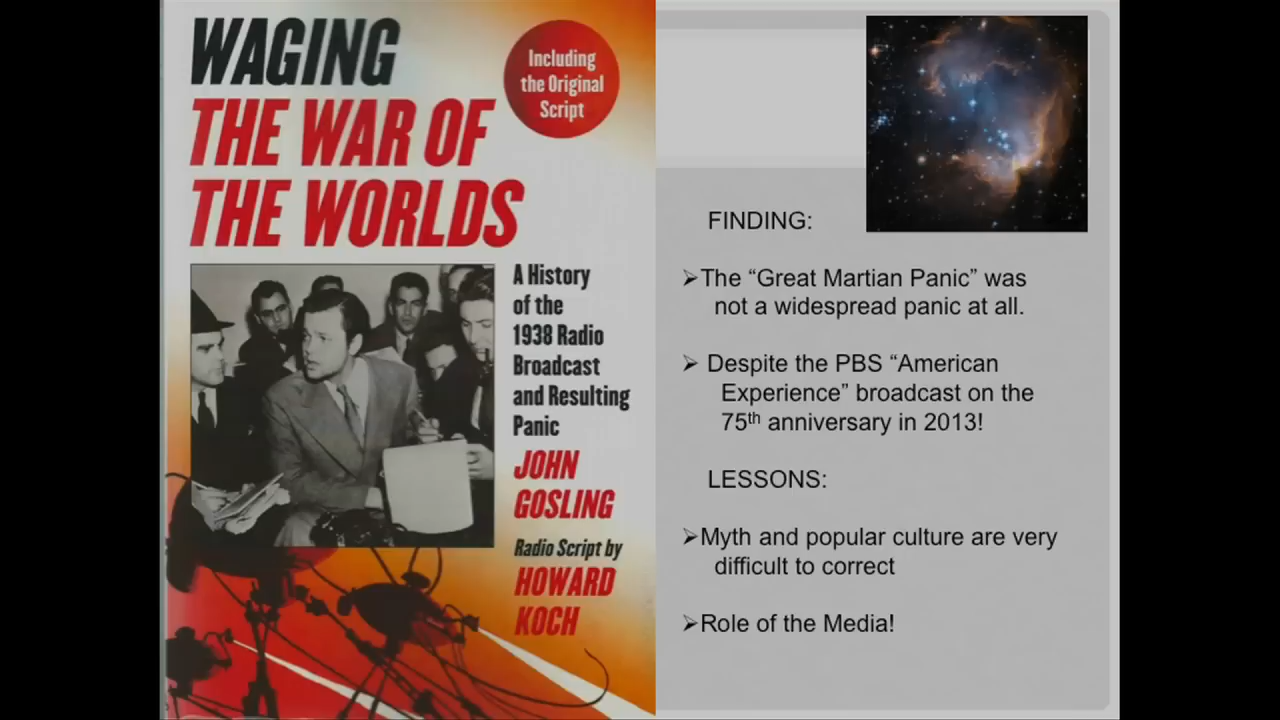 WAGING
THE WAR OF
THE WORLDS
Including
the Original
Script
A History
of the
1938 Radio
Broadcast
and Resulting
Panic
JOHN
GOSLING
Radio Script by
HOWARD
KOCH
FINDING:
➢The “Great Martian Panic” was
not a widespread panic at all.
➢ Despite the PBS “American
Experience” broadcast on the
75th anniversary in 2013!
LESSONS:
➢Myth and popular culture are very
difficult to correct
➢Role of the Media!